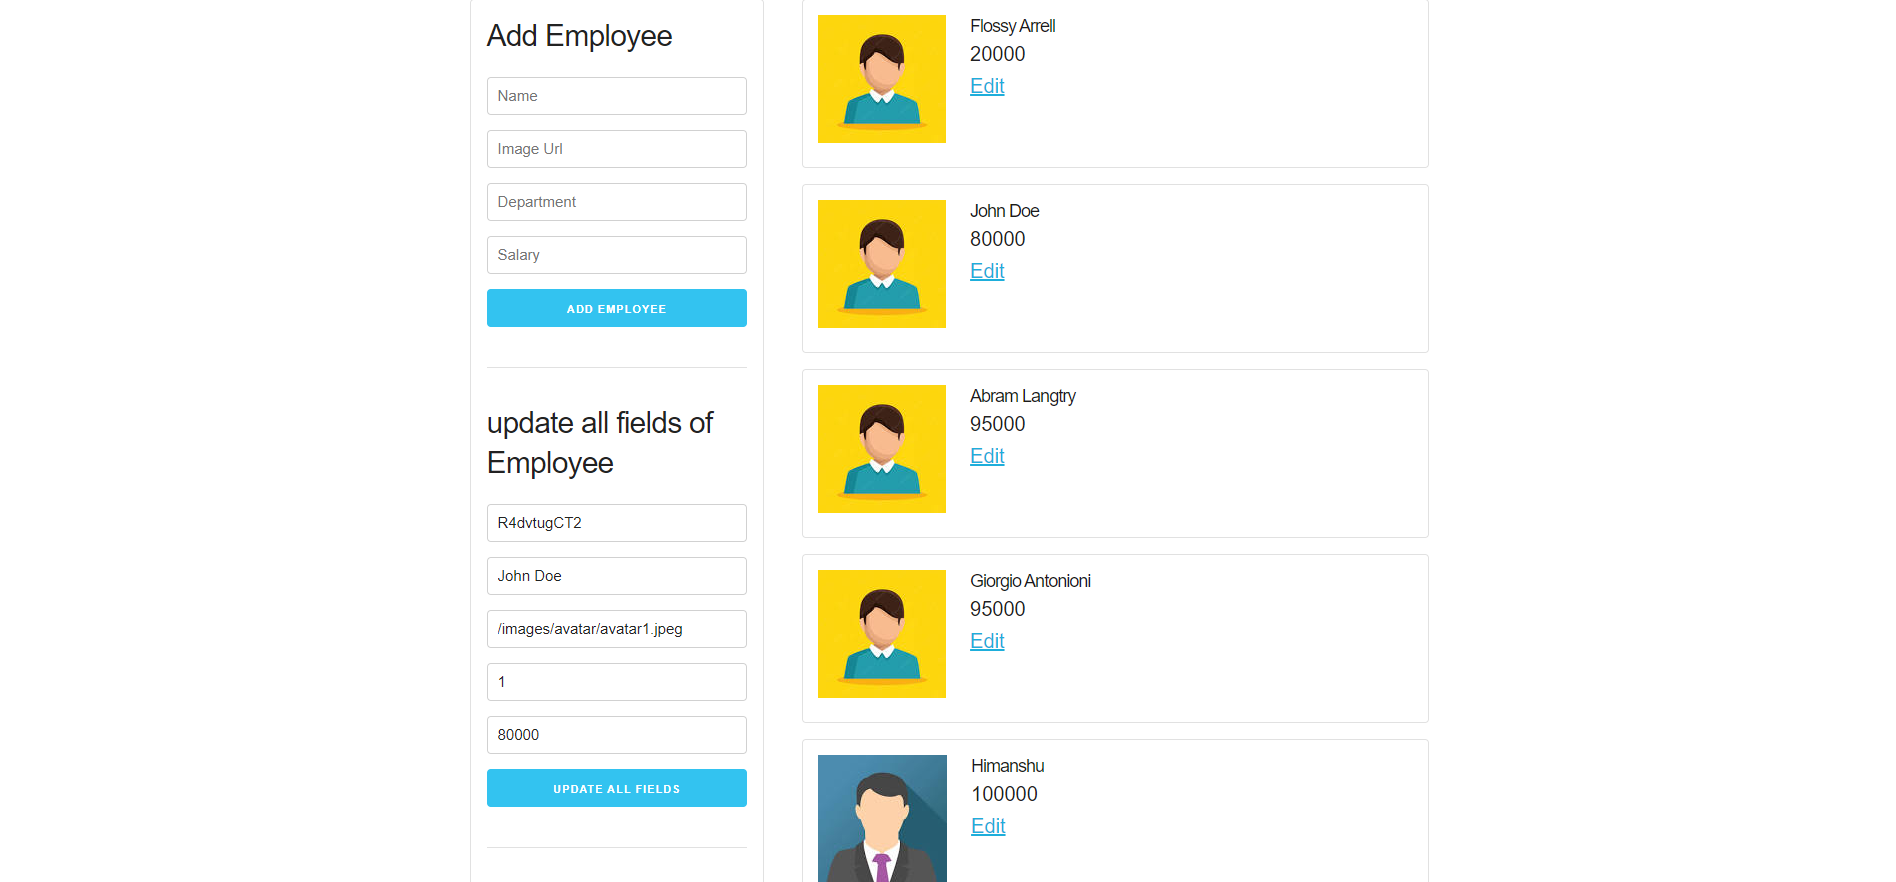 Add Employee
Name
Image Url
Department
Salary
ADD EMPLOYEE
update all fields of
Employee
R4dvtugCT2
John Doe
/images/avatar/avatar1.jpeg
1
80000
UPDATE ALL FIELDS
Flossy Arrell
20000
Edit
John Doe
80000
Edit
Abram Langtry
95000
Edit
Giorgio Antonioni
95000
Edit
Himanshu
100000
Edit